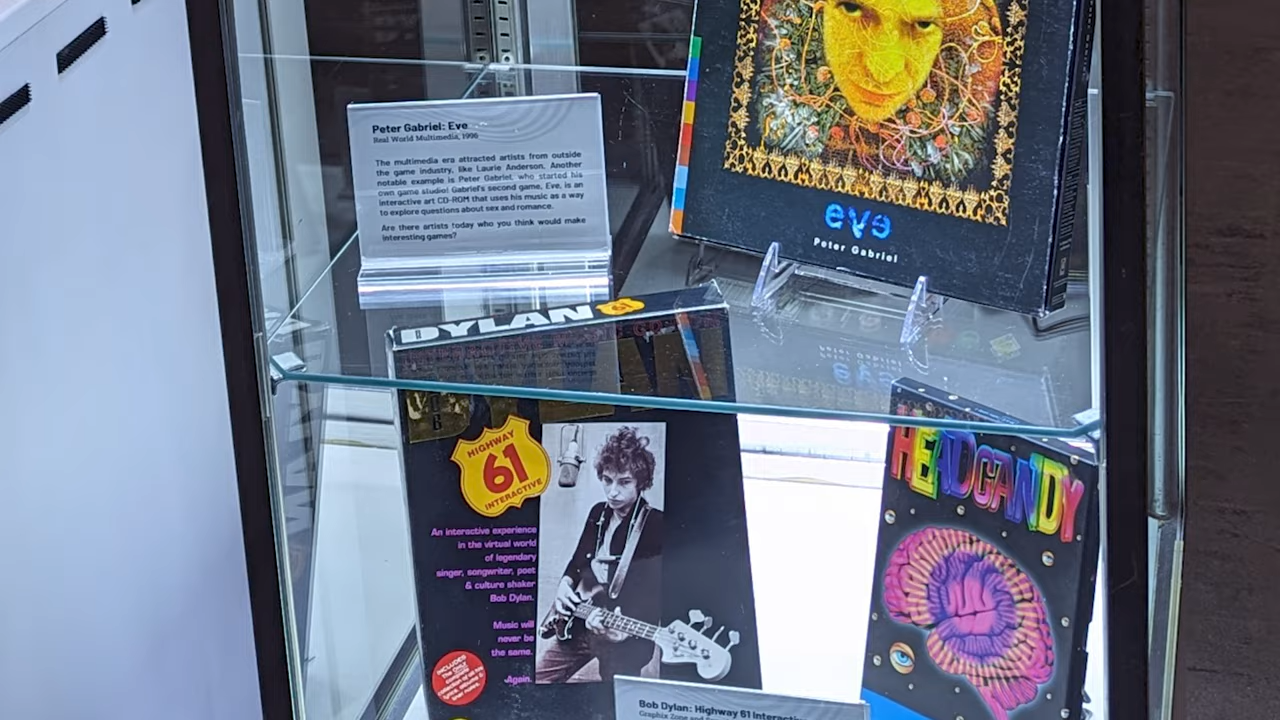 Peter Gabriel: Eve
Real World Multimedia, 1996
The multimedia era attracted artists from outside
the game industry, like Laurie Anderson. Another
notable example is Peter Gabriel, who started his
own game studio! Gabriel's second game, Eve, is an
interactive art CD-ROM that uses his music as a way
to explore questions about sex and romance.
Are there artists today who you think would make
interesting games?
eve
Peter Gabriel
DYLAN 61
HIGHWAY
61
INTERACTIVE
An interactive experience
in the virtual world
of legendary
singer, songwriter, poet
& culture shaker
Bob Dylan.
Music will
never be
the same.
Again.
INCLUDES
HEADCANDY
Bob Dylan: Highway 61
Graphix Zone and